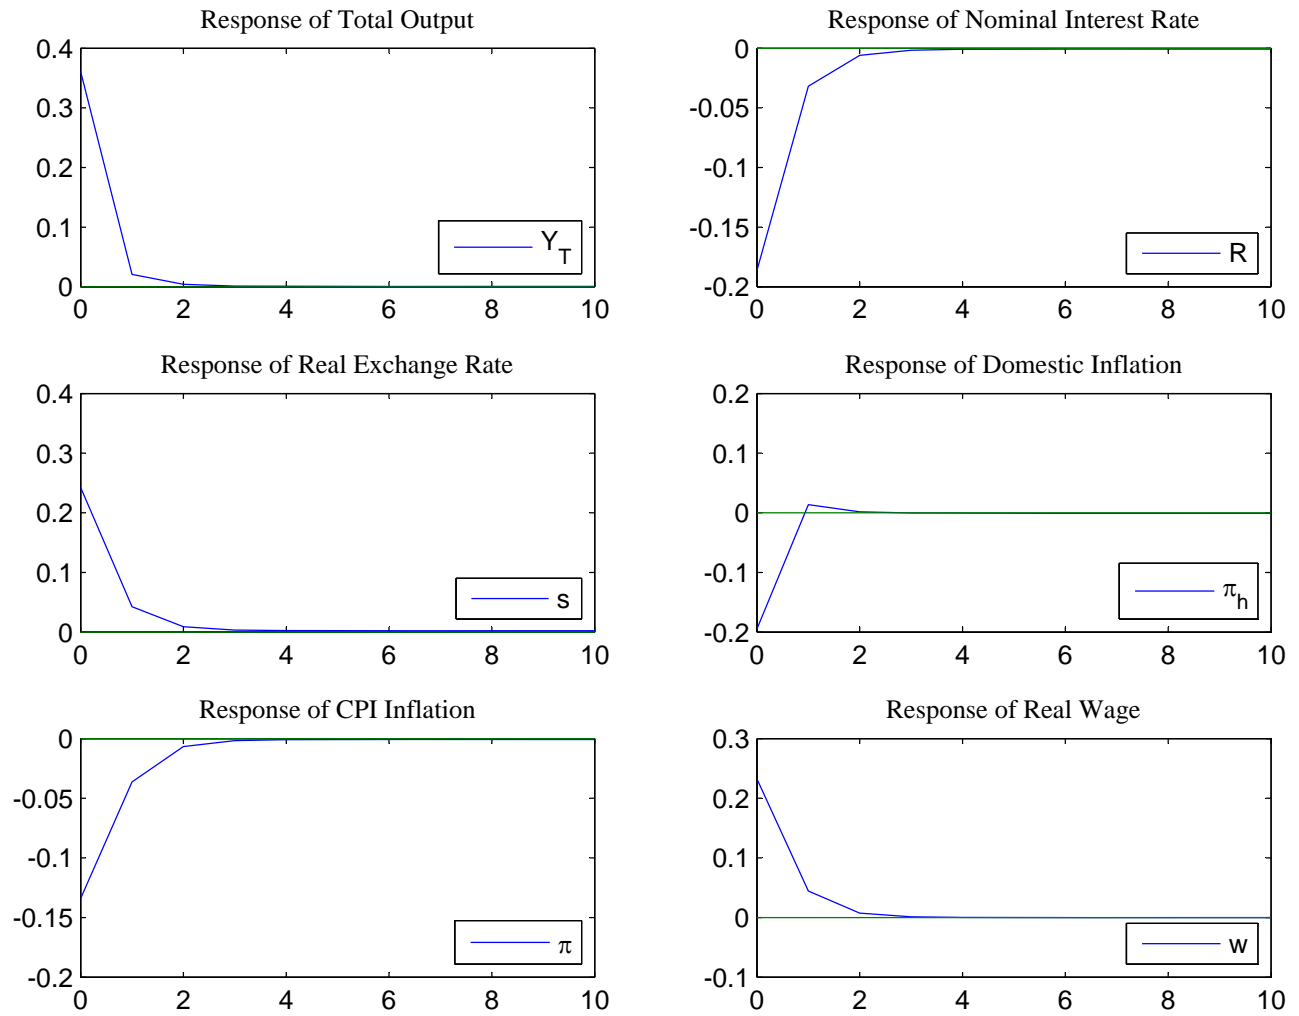 Response of Total Output
0.4
0.3
0.2
0.1
0
0 2 4 6 8 10
Y_T
Response of Nominal Interest Rate
0
-0.05
-0.1
-0.15
-0.2
0 2 4 6 8 10
R
Response of Real Exchange Rate
0.4
0.3
0.2
0.1
0
0 2 4 6 8 10
s
Response of Domestic Inflation
0.2
0.1
0
-0.1
-0.2
0 2 4 6 8 10
π_h
Response of CPI Inflation
0
-0.05
-0.1
-0.15
-0.2
0 2 4 6 8 10
π
Response of Real Wage
0.3
0.2
0.1
0
-0.1
0 2 4 6 8 10
w